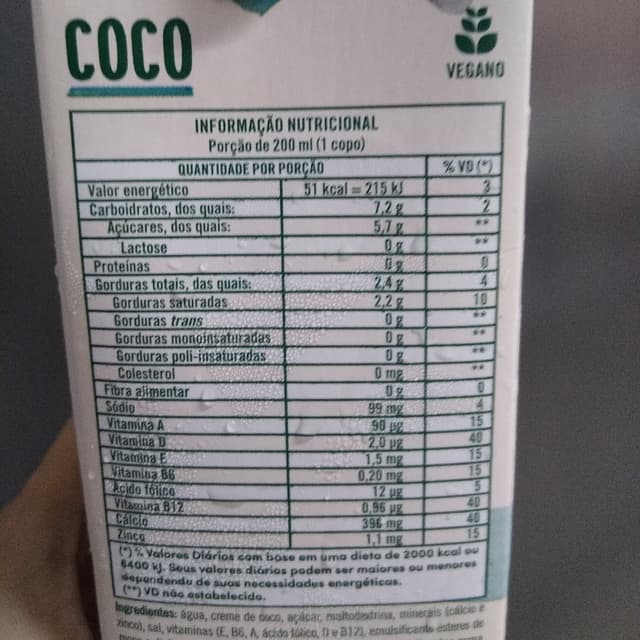 COCO
VEGANO
INFORMAÇÃO NUTRICIONAL
Porção de 200 ml (1 copo)
QUANTIDADE POR PORÇÃO % VD (*)
Valor energético 51 kcal = 215 kJ 3
Carboidratos, dos quais: 7,2 g 2
Açúcares, dos quais: 5,7 g **
Lactose 0 g **
Proteínas 0 g 0
Gorduras totais, das quais: 2,4 g 4
Gorduras saturadas 2,2 g 10
Gorduras trans 0 g **
Gorduras monoinsaturadas 0 g **
Gorduras poli-insaturadas 0 g **
Colesterol 0 mg **
Fibra alimentar 0 g 0
Sódio 99 mg 4
Vitamina A 90 µg 15
Vitamina D 2,0 µg 40
Vitamina E 1,5 mg 15
Vitamina B6 0,20 mg 15
Ácido fólico 12 µg 5
Vitamina B12 0,96 µg 40
Cálcio 396 mg 40
Zinco 1,1 mg 15
(*) % Valores Diários com base em uma dieta de 2000 kcal ou
8400 kJ. Seus valores diários podem ser maiores ou menores
dependendo de suas necessidades energéticas.
(**) VD não estabelecido.
Ingredientes: água, creme de coco, açúcar, maltodextrina, minerais (cálcio e
zinco), sal, vitaminas (E, B6, A, ácido fólico, D e B12), emulsificante ésteres de